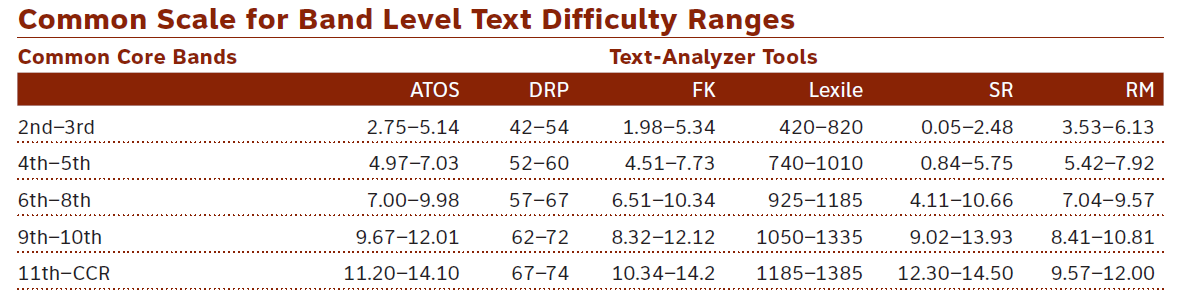 Common Scale for Band Level Text Difficulty Ranges
Common Core Bands Text-Analyzer Tools
ATOS DRP FK Lexile SR RM
2nd–3rd 2.75–5.14 42–54 1.98–5.34 420–820 0.05–2.48 3.53–6.13
4th–5th 4.97–7.03 52–60 4.51–7.73 740–1010 0.84–5.75 5.42–7.92
6th–8th 7.00–9.98 57–67 6.51–10.34 925–1185 4.11–10.66 7.04–9.57
9th–10th 9.67–12.01 62–72 8.32–12.12 1050–1335 9.02–13.93 8.41–10.81
11th–CCR 11.20–14.10 67–74 10.34–14.2 1185–1385 12.30–14.50 9.57–12.00